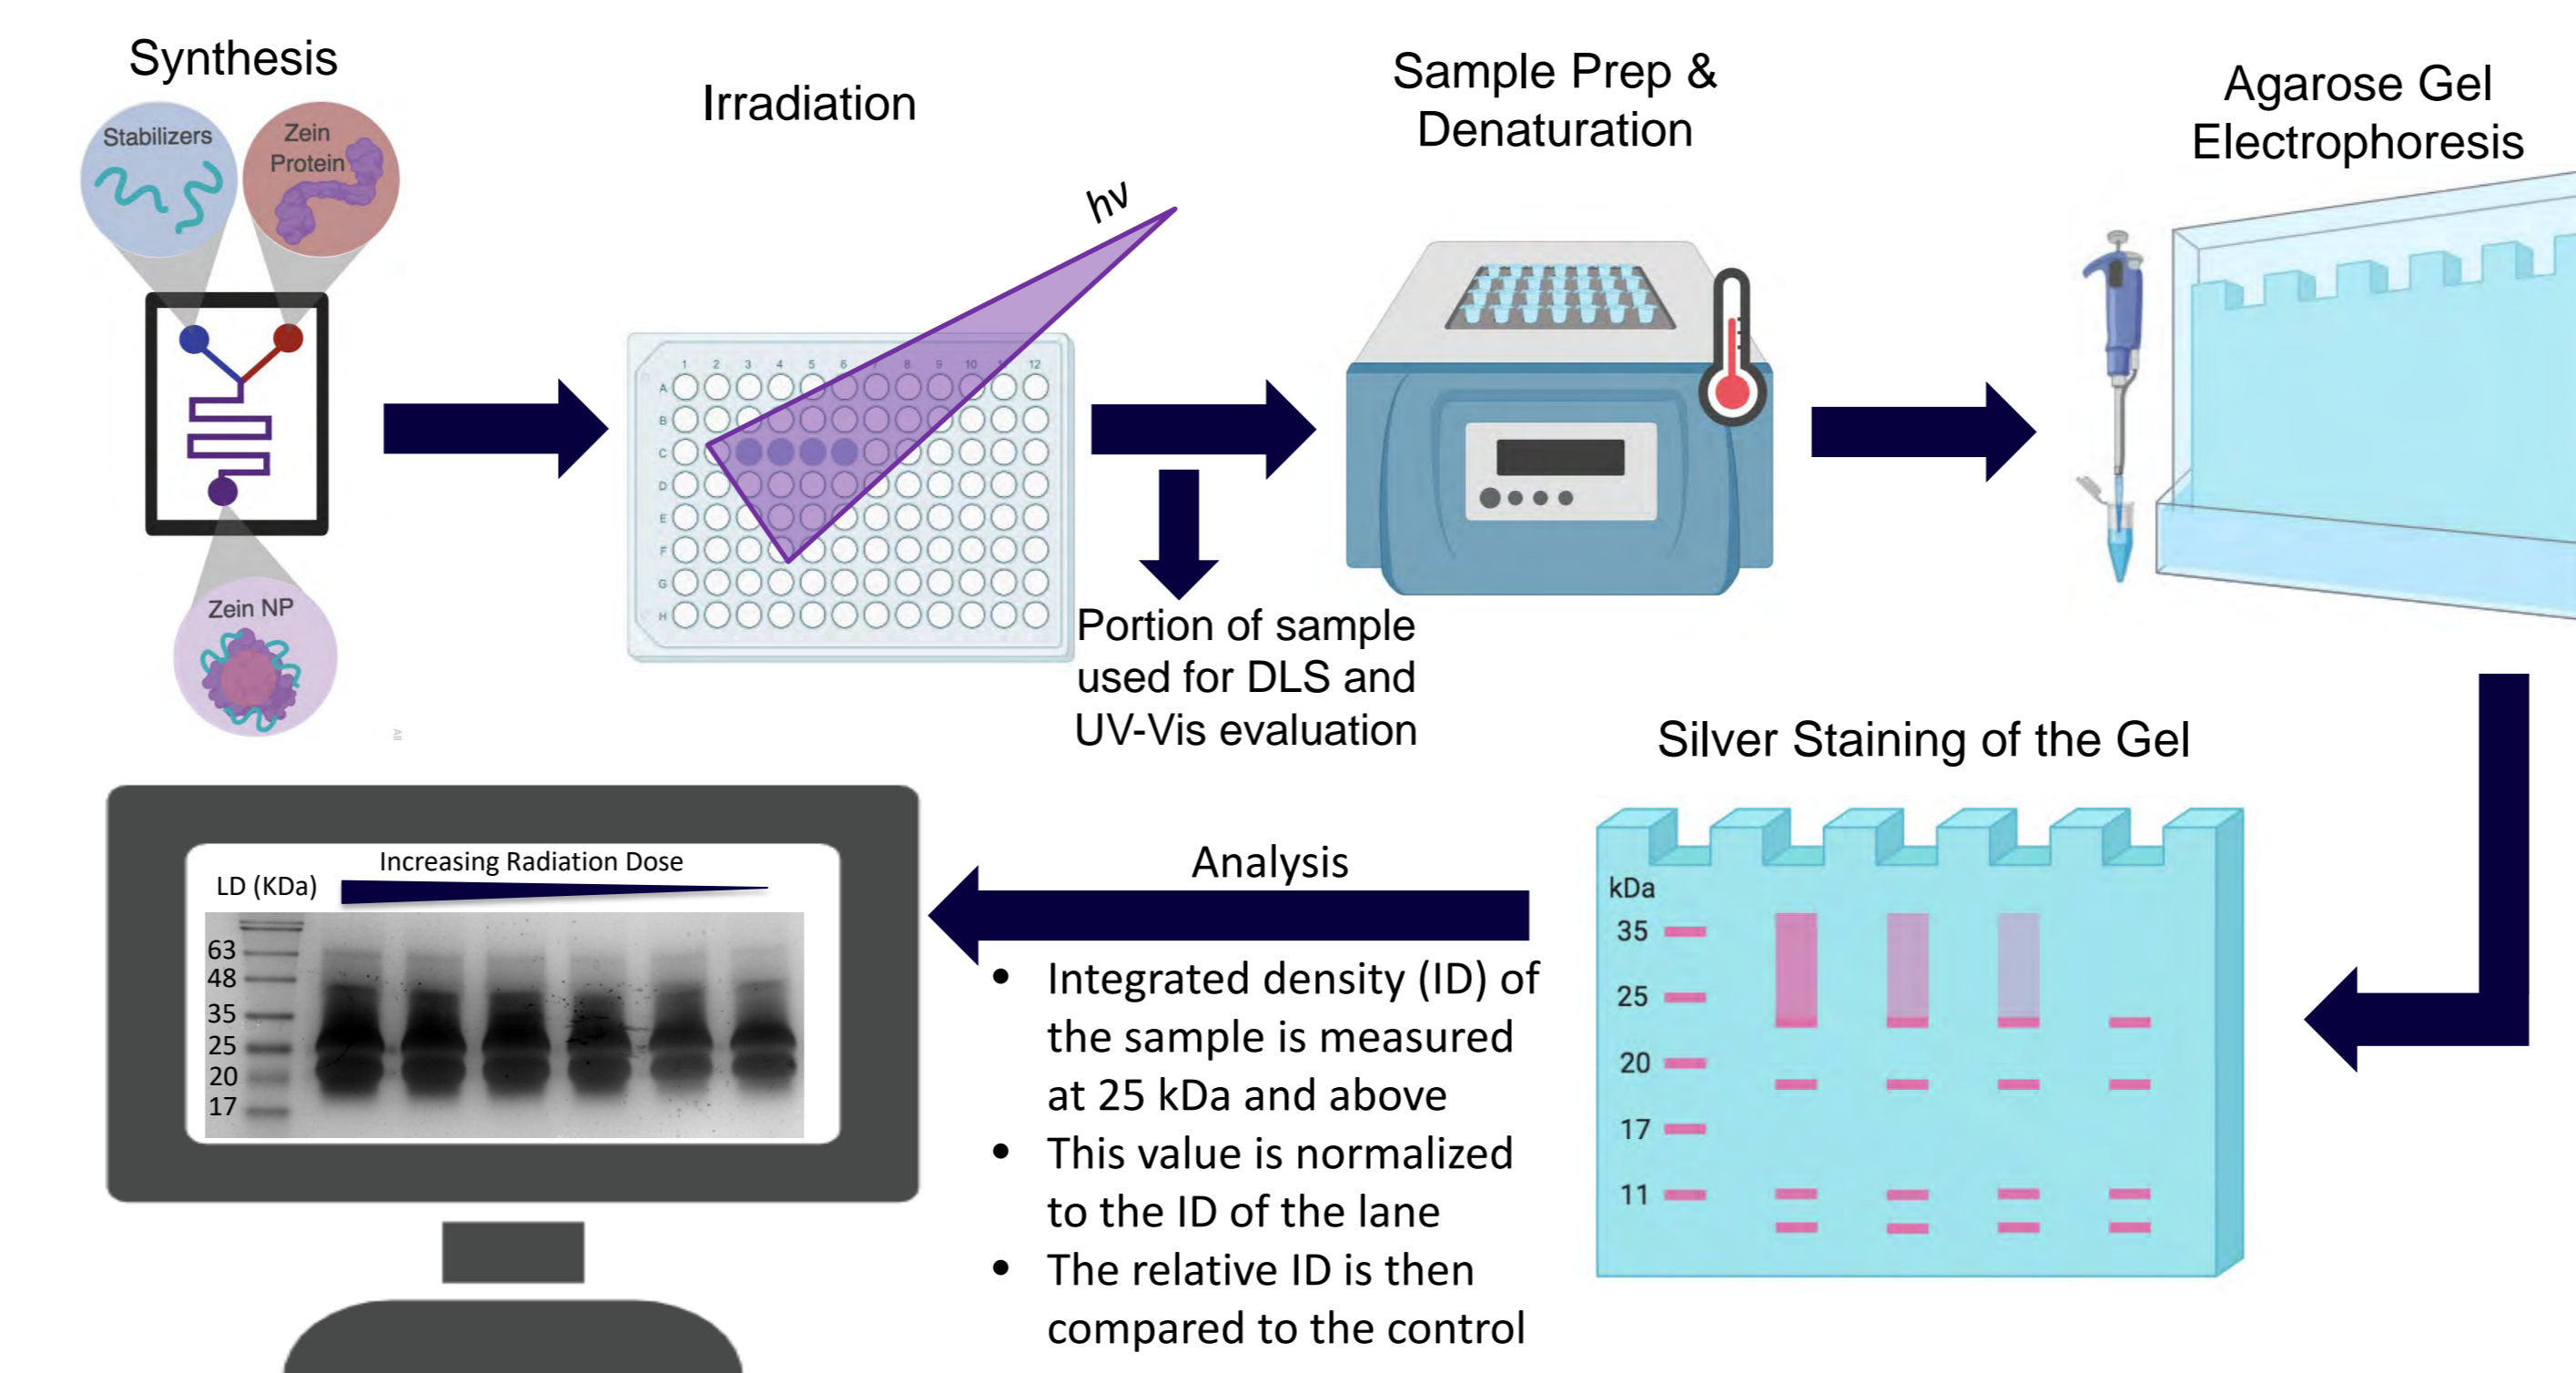 Synthesis
Stabilizers
Zein
Protein
Zein NP
Irradiation
hν
1 2 3 4 5 6 7 8 9 10 11 12
A
B
C
D
E
F
G
H
Portion of sample
used for DLS and
UV-Vis evaluation
Sample Prep &
Denaturation
Agarose Gel
Electrophoresis
Silver Staining of the Gel
kDa
35
25
20
17
11
Analysis
• Integrated density (ID) of
the sample is measured
at 25 kDa and above
• This value is normalized
to the ID of the lane
• The relative ID is then
compared to the control
Increasing Radiation Dose
LD (KDa)
63
48
35
25
20
17